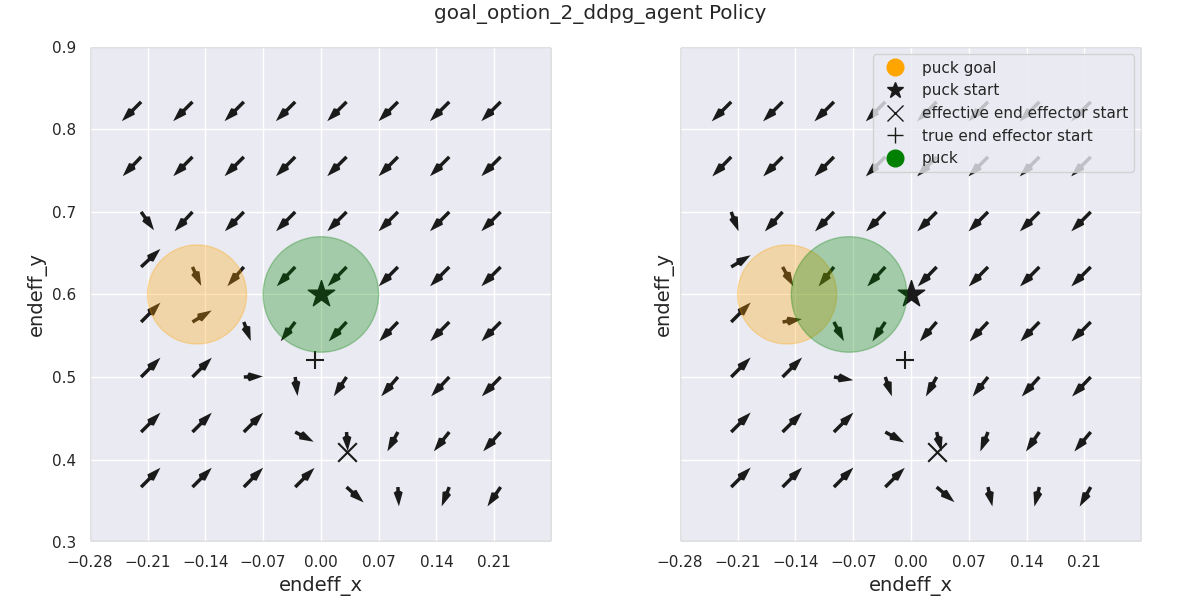 goal_option_2_ddpg_agent Policy
0.9
0.8
0.7
0.6
0.5
0.4
0.3
endeff_y
−0.28 −0.21 −0.14 −0.07 0.00 0.07 0.14 0.21
endeff_x
puck goal
puck start
effective end effector start
true end effector start
puck
endeff_y
−0.28 −0.21 −0.14 −0.07 0.00 0.07 0.14 0.21
endeff_x